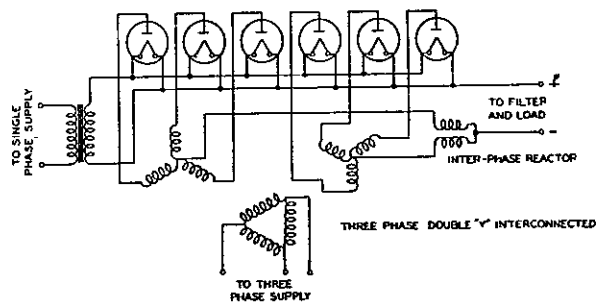 TO SINGLE
PHASE, SUPPLY
+
TO FILTER
AND LOAD
-
INTER-PHASE REACTOR
THREE PHASE DOUBLE "Y" INTERCONNECTED
TO THREE
PHASE SUPPLY